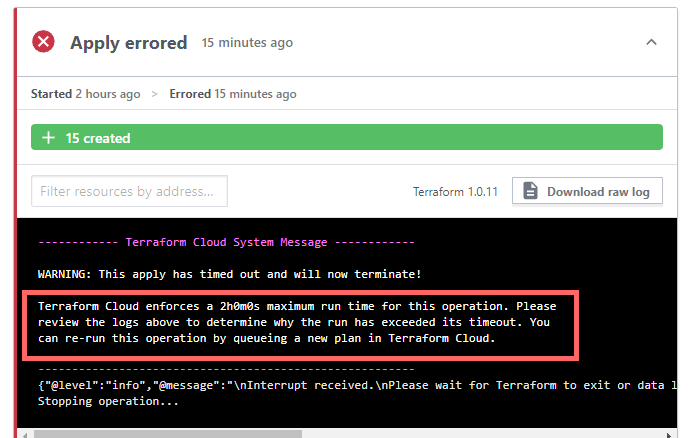 Apply errored 15 minutes ago
Started 2 hours ago > Errored 15 minutes ago
+ 15 created
Filter resources by address... Terraform 1.0.11 Download raw log
------------ Terraform Cloud System Message ------------
WARNING: This apply has timed out and will now terminate!
Terraform Cloud enforces a 2h0m0s maximum run time for this operation. Please
review the logs above to determine why the run has exceeded its timeout. You
can re-run this operation by queueing a new plan in Terraform Cloud.
--------------------------------------------------------
{"@level":"info","@message":"\nInterrupt received.\nPlease wait for Terraform to exit or data l
Stopping operation...